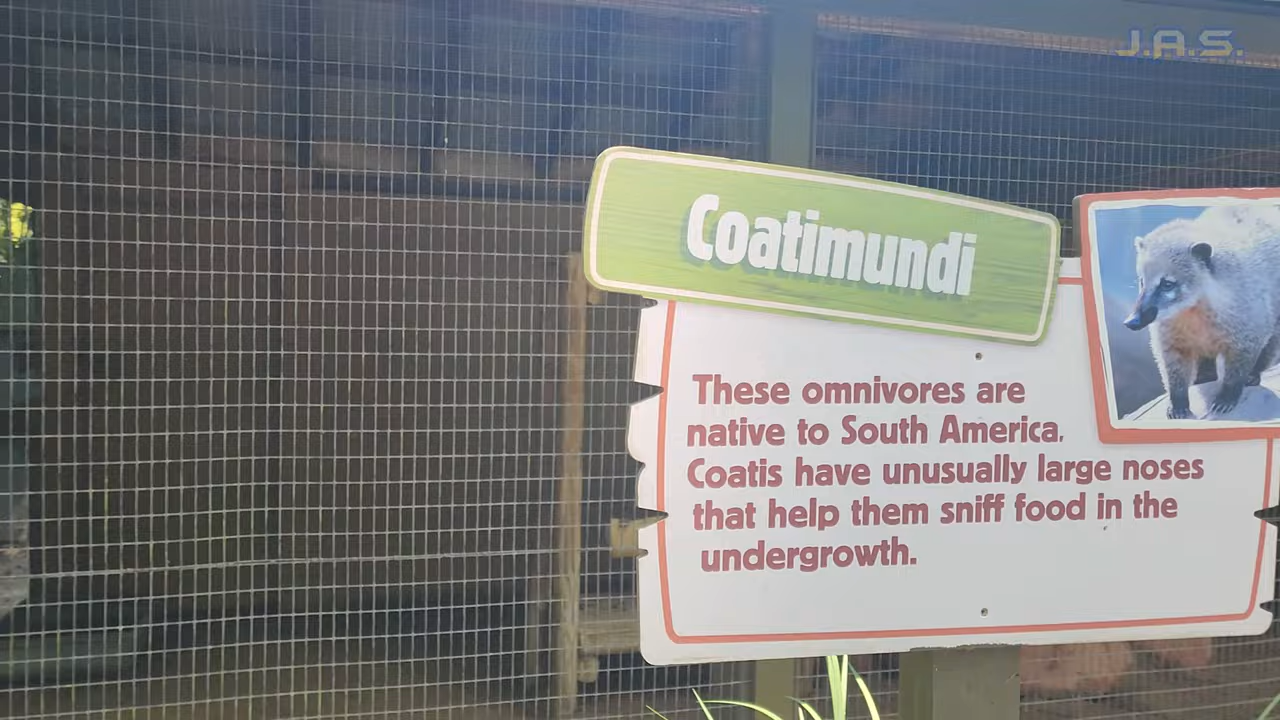 J.A.S.
Coatimundi
These omnivores are
native to South America.
Coatis have unusually large noses
that help them sniff food in the
undergrowth.